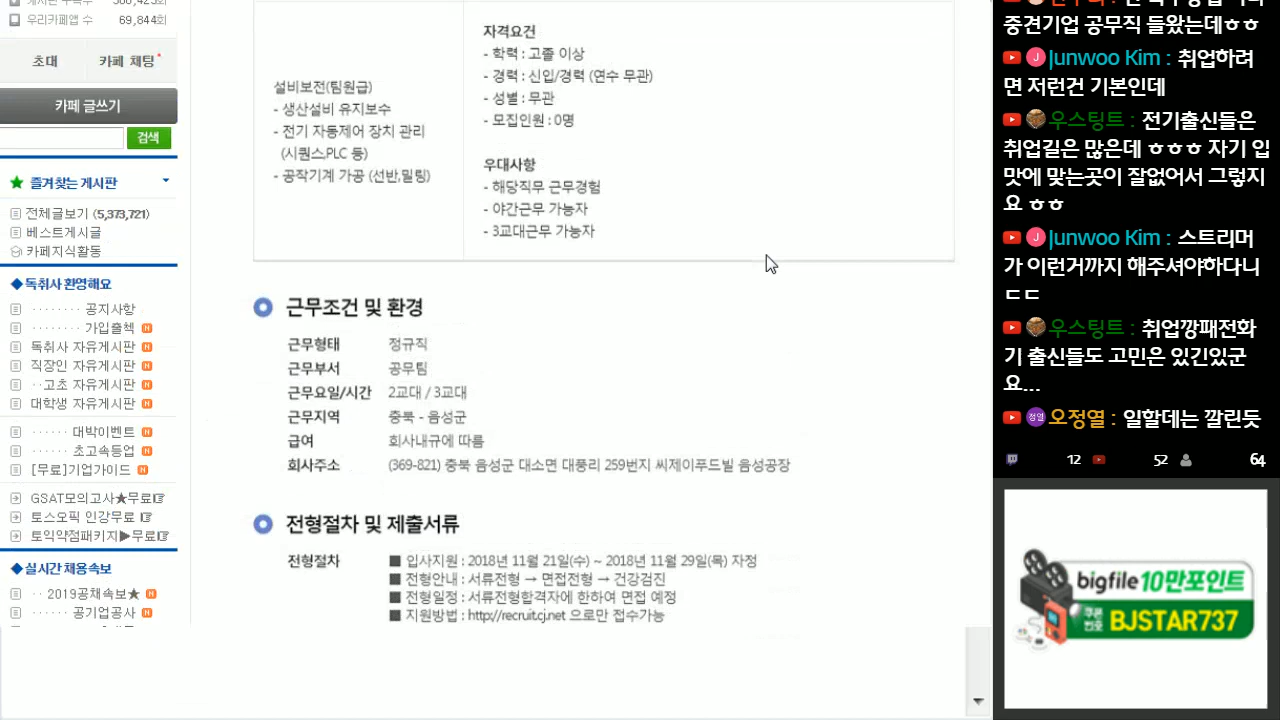 우리카페앱 수 69,844회
초대 카페 채팅
카페 글쓰기
검색
즐겨찾는 게시판
전체글보기 (5,373,721)
베스트게시글
카페지식활동
◆독취사 환영해요
········ 공지사항
········ 가입출첵 N
독취사 자유게시판 N
직장인 자유게시판 N
··고초 자유게시판 N
대학생 자유게시판 N
······ 대박이벤트 N
······ 초고속등업 N
[무료]기업가이드 N
GSAT모의고사★무료☞
토스오픽 인강무료 ☞
토익약점패키지▶무료☞
◆실시간 채용속보
·· 2019공채속보★ N
······ 공기업공사 N
설비보전(팀원급)
- 생산설비 유지보수
- 전기 자동제어 장치 관리
(시퀀스,PLC 등)
- 공작기계 가공 (선반,밀링)
자격요건
- 학력 : 고졸 이상
- 경력 : 신입/경력 (연수 무관)
- 성별 : 무관
- 모집인원 : 0명
우대사항
- 해당직무 근무경험
- 야간근무 가능자
- 3교대근무 가능자
근무조건 및 환경
근무형태 정규직
근무부서 공무팀
근무요일/시간 2교대 / 3교대
근무지역 충북 - 음성군
급여 회사내규에 따름
회사주소 (369-821) 충북 음성군 대소면 대풍리 259번지 씨제이푸드빌 음성공장
전형절차 및 제출서류
전형절차 ■ 입사지원 : 2018년 11월 21일(수) ~ 2018년 11월 29일(목) 자정
■ 전형안내 : 서류전형 → 면접전형 → 건강검진
■ 전형일정 : 서류전형합격자에 한하여 면접 예정
■ 지원방법 : http://recruit.cj.net 으로만 접수가능
중견기업 공무직 들왔는데ㅎㅎ
Junwoo Kim : 취업하려
면 저런건 기본인데
우스팅트 : 전기출신들은
취업길은 많은데 ㅎㅎㅎ 자기 입
맛에 맞는곳이 잘없어서 그렇지
요 ㅎㅎ
Junwoo Kim : 스트리머
가 이런거까지 해주셔야하다니
ㄷㄷ
우스팅트 : 취업깡패전화
기 출신들도 고민은 있긴있군
요...
정열 오정열 : 일할데는 깔린듯
12 52 64
bigfile 10만포인트
쿠폰
번호 BJSTAR737